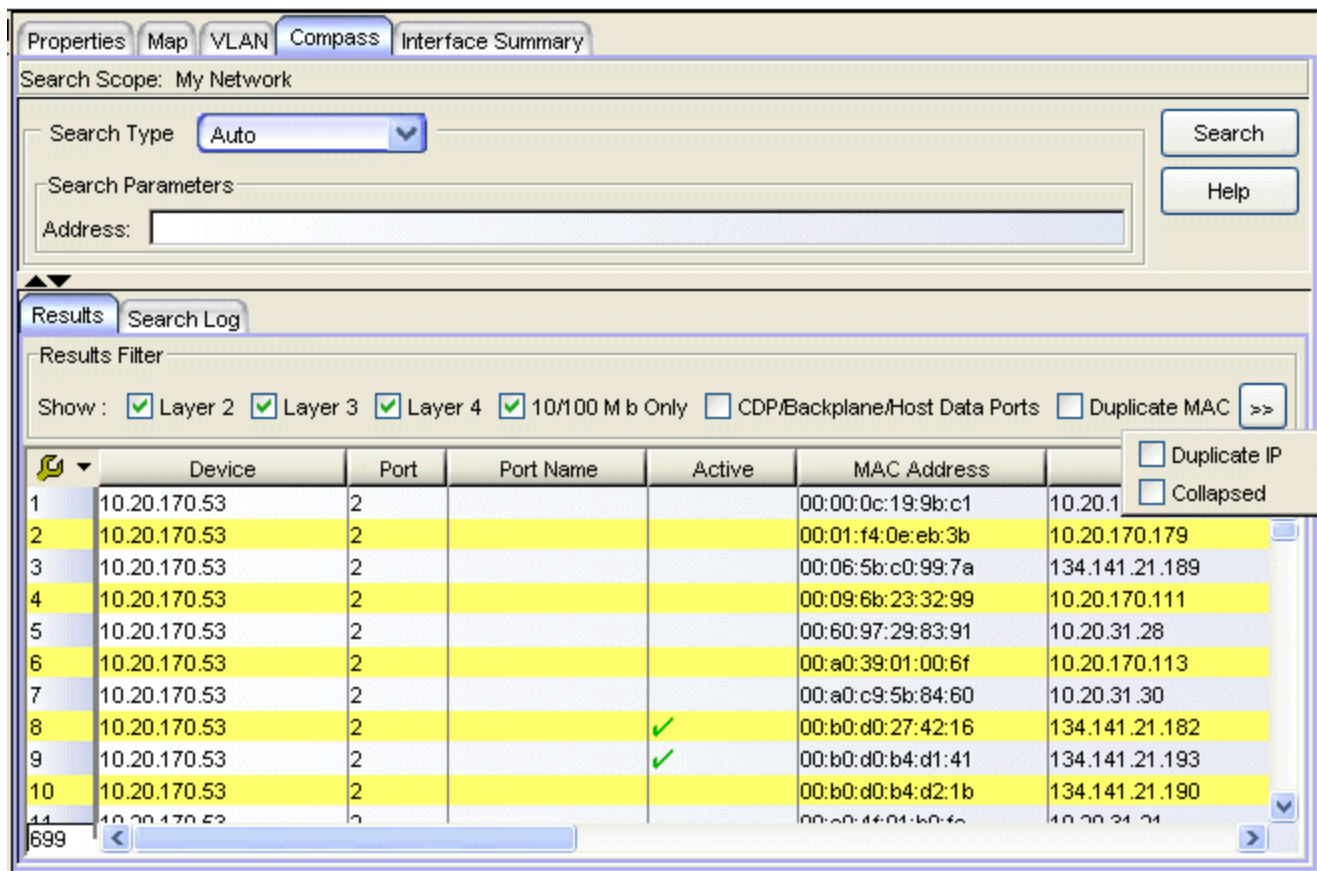 Properties Map VLAN Compass Interface Summary
Search Scope: My Network
Search Type Auto Search
Search Parameters Help
Address:
Results Search Log
Results Filter
Show : Layer 2 Layer 3 Layer 4 10/100 M b Only CDP/Backplane/Host Data Ports Duplicate MAC >>
Duplicate IP
Collapsed
Device Port Port Name Active MAC Address
1 10.20.170.53 2 00:00:0c:19:9b:c1 10.20.1
2 10.20.170.53 2 00:01:f4:0e:eb:3b 10.20.170.179
3 10.20.170.53 2 00:06:5b:c0:99:7a 134.141.21.189
4 10.20.170.53 2 00:09:6b:23:32:99 10.20.170.111
5 10.20.170.53 2 00:60:97:29:83:91 10.20.31.28
6 10.20.170.53 2 00:a0:39:01:00:6f 10.20.170.113
7 10.20.170.53 2 00:a0:c9:5b:84:60 10.20.31.30
8 10.20.170.53 2 ✓ 00:b0:d0:27:42:16 134.141.21.182
9 10.20.170.53 2 ✓ 00:b0:d0:b4:d1:41 134.141.21.193
10 10.20.170.53 2 00:b0:d0:b4:d2:1b 134.141.21.190
11 10.20.170.53 2
699